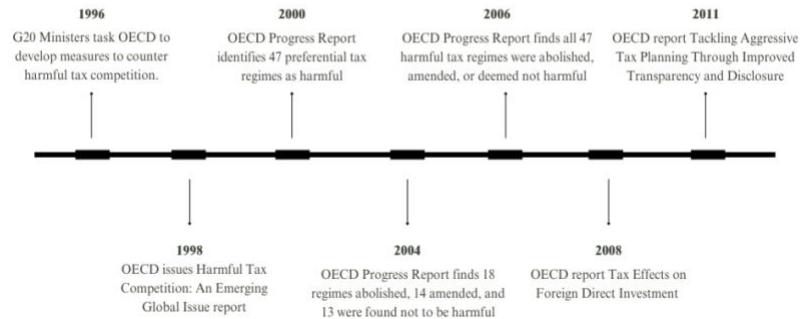 1996
G20 Ministers task OECD to
develop measures to counter
harmful tax competition.
2000
OECD Progress Report
identifies 47 preferential tax
regimes as harmful
2006
OECD Progress Report finds all 47
harmful tax regimes were abolished,
amended, or deemed not harmful
2011
OECD report Tackling Aggressive
Tax Planning Through Improved
Transparency and Disclosure
1998
OECD issues Harmful Tax
Competition: An Emerging
Global Issue report
2004
OECD Progress Report finds 18
regimes abolished, 14 amended, and
13 were found not to be harmful
2008
OECD report Tax Effects on
Foreign Direct Investment